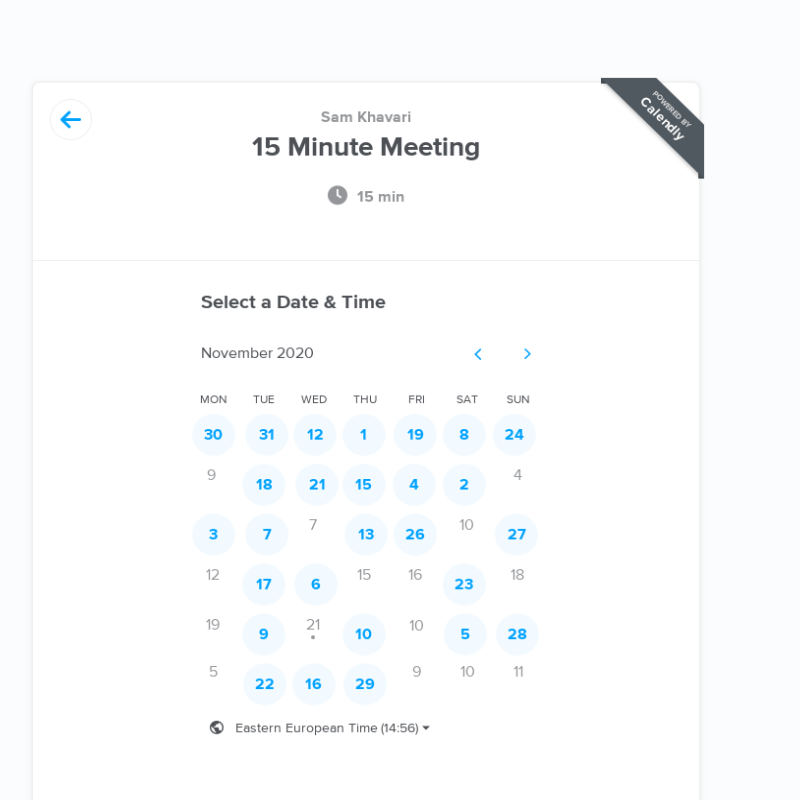 POWERED BY
Calendly
Sam Khavari
15 Minute Meeting
15 min
Select a Date & Time
November 2020
MON TUE WED THU FRI SAT SUN
30 31 12 1 19 8 24
9 18 21 15 4 2 4
3 7 7 13 26 10 27
12 17 6 15 16 23 18
19 9 21 10 10 5 28
5 22 16 29 9 10 11
Eastern European Time (14:56)